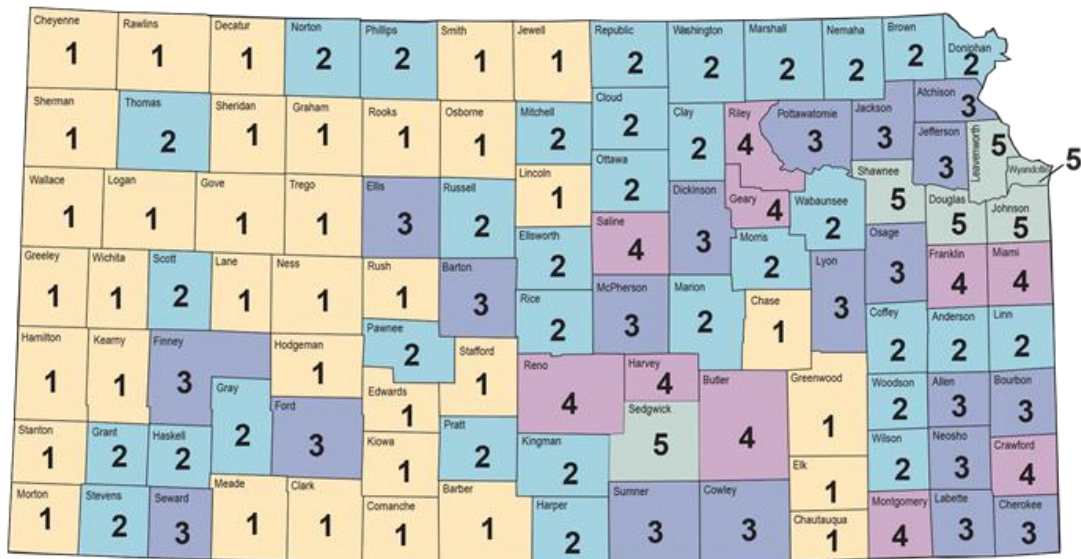 Cheyenne Rawlins Decatur Norton Phillips Smith Jewell Republic Washington Marshall Nemaha Brown Doniphan
1 1 1 2 2 1 1 2 2 2 2 2 2
Sherman Thomas Sheridan Graham Rooks Osborne Mitchell Cloud Clay Riley Pottawatomie Jackson Atchison
1 2 1 1 1 1 2 2 2 4 3 3 3
Jefferson Leavenworth Wyandotte
3 5 5
Lincoln Ottawa
1 2
Wallace Logan Gove Trego Ellis Russell Saline Dickinson Geary Wabaunsee Shawnee Douglas Johnson
1 1 1 1 3 2 4 3 4 2 5 5 5
Ellsworth Morris Osage
2 2 3
Greeley Wichita Scott Lane Ness Rush Barton McPherson Marion Lyon Franklin Miami
1 1 2 1 1 1 3 3 2 3 4 4
Rice Chase Coffey Anderson Linn
2 1 2 2 2
Hamilton Kearny Finney Hodgeman Pawnee Stafford
1 1 3 1 2 1
Gray Ford Edwards Reno Harvey Butler Greenwood Woodson Allen Bourbon
2 3 1 4 4 4 1 2 3 3
Sedgwick
5
Stanton Grant Haskell Kiowa Pratt Kingman Wilson Neosho Crawford
1 2 2 1 2 2 2 3 4
Elk
1
Morton Stevens Seward Meade Clark Comanche Barber Harper Sumner Cowley Chautauqua Montgomery Labette Cherokee
1 2 3 1 1 1 1 2 3 3 1 4 3 3